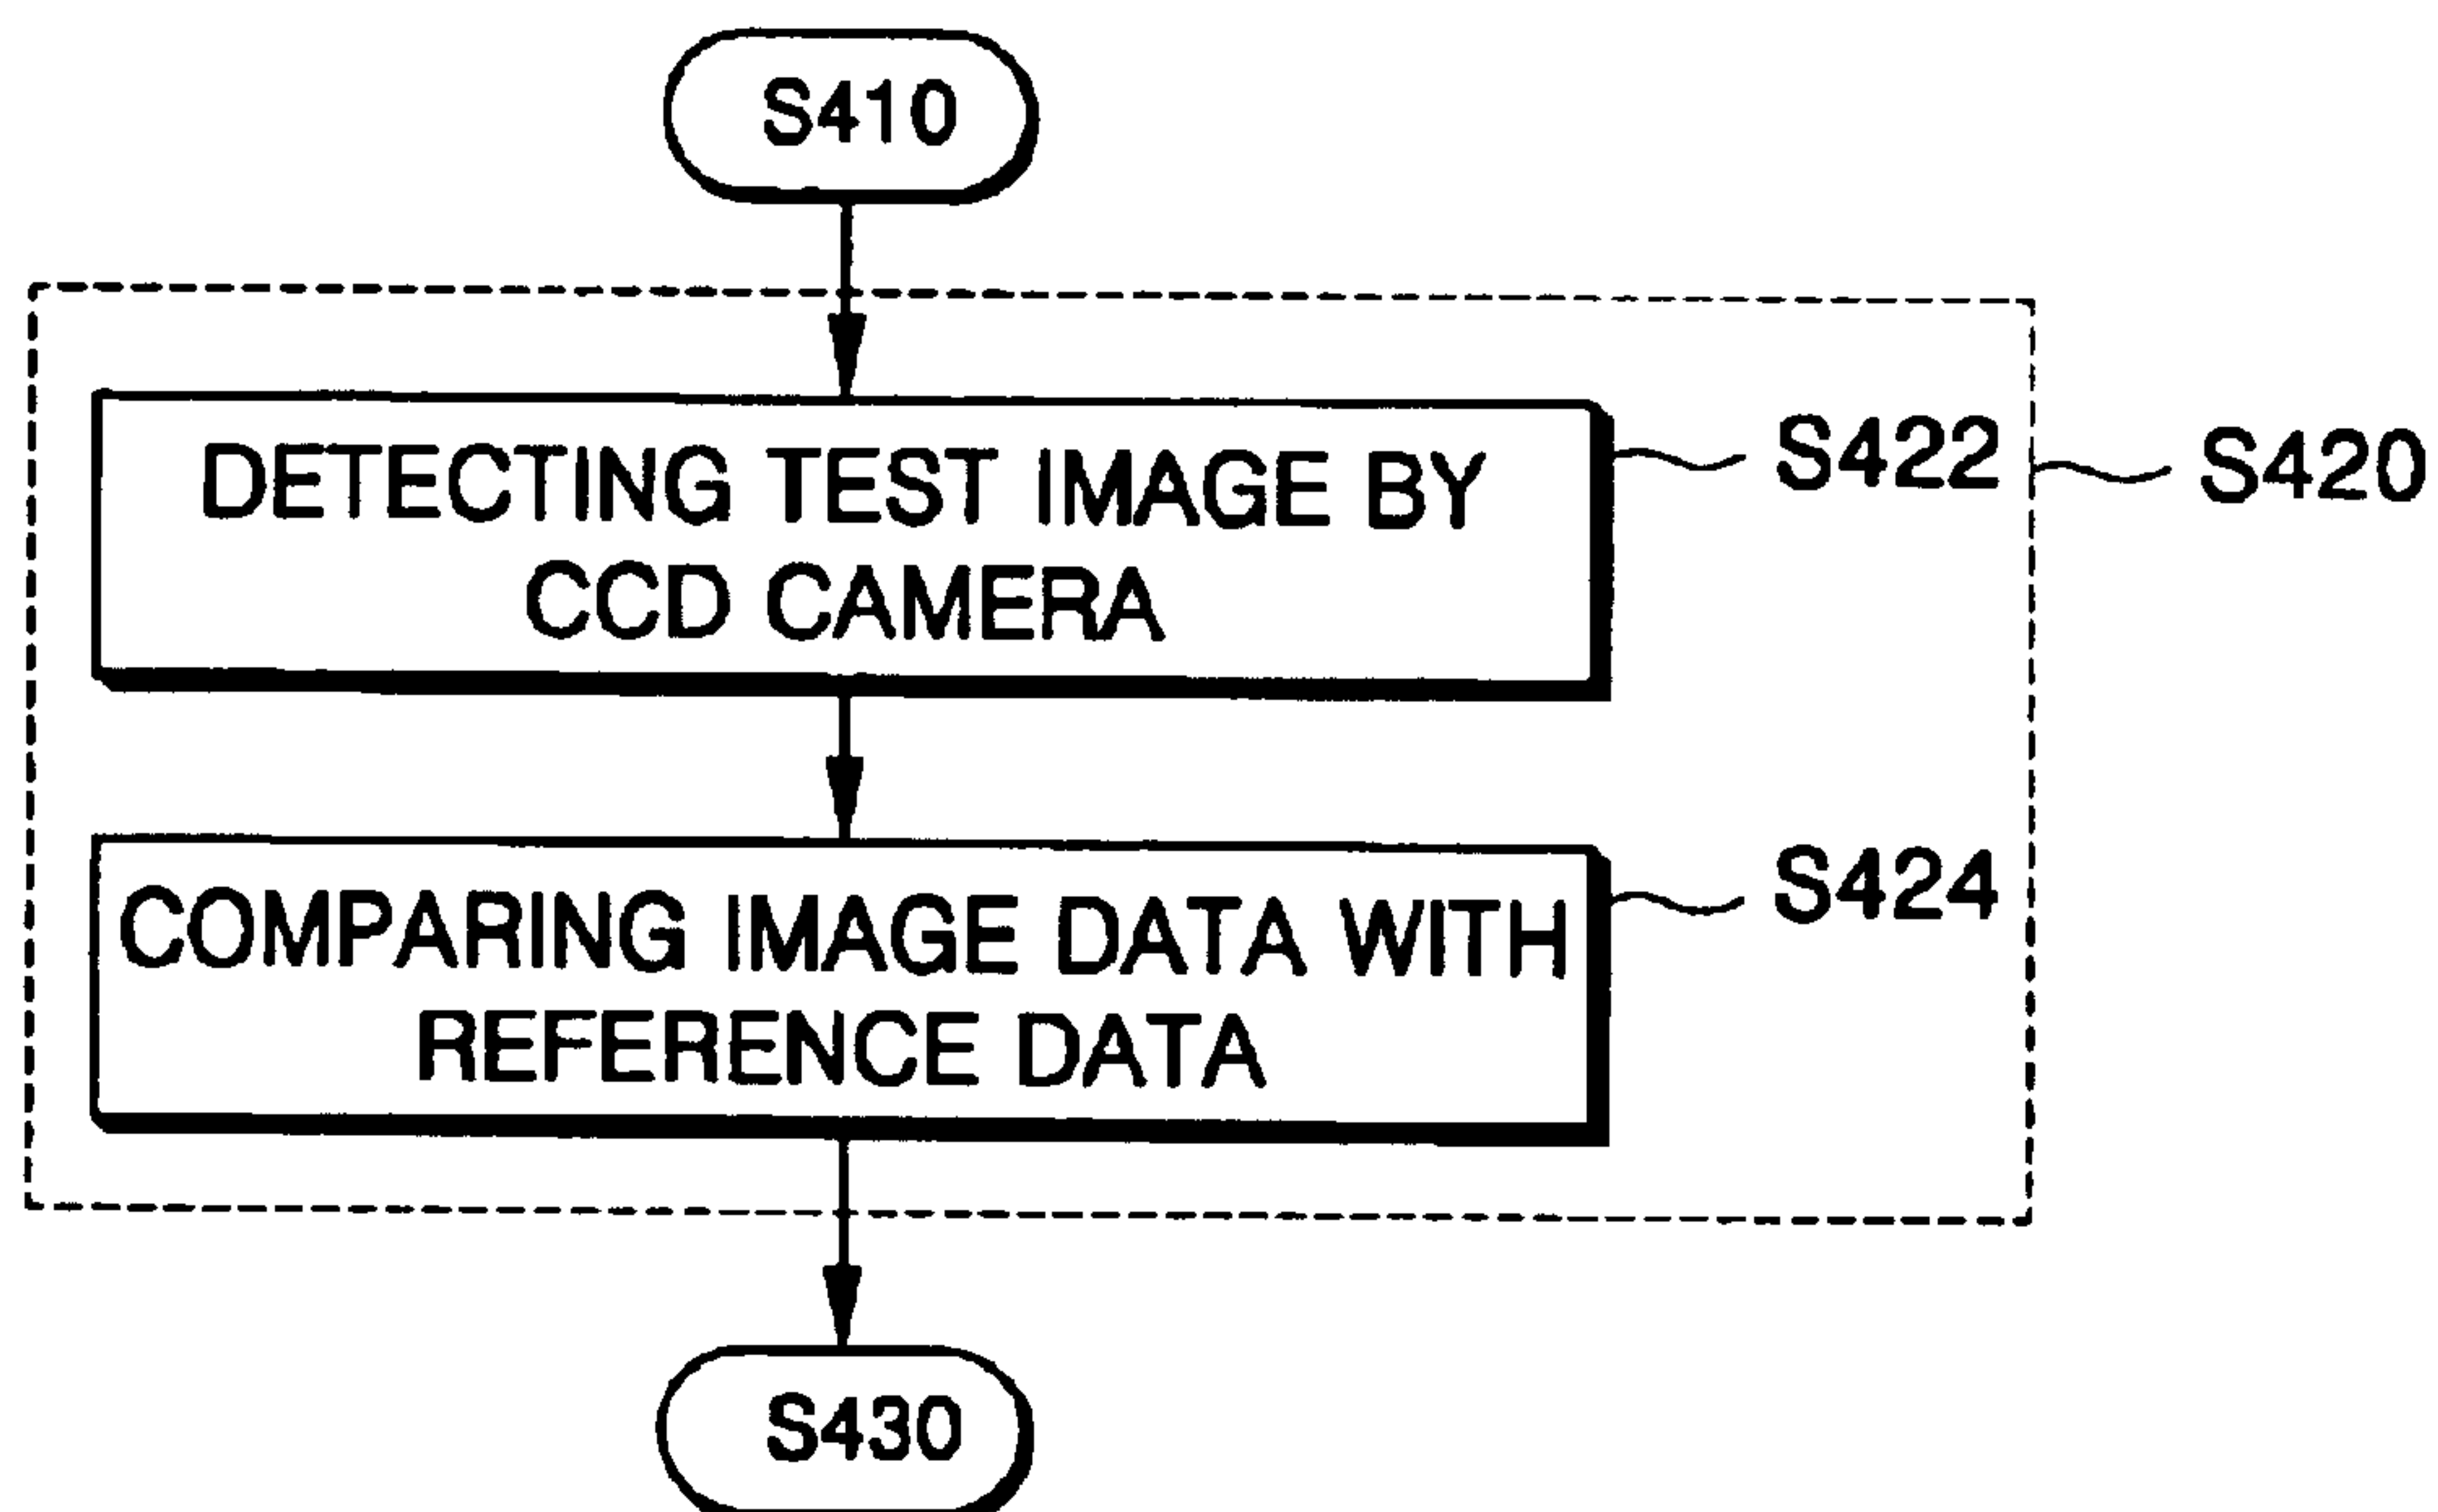 S410
DETECTING TEST IMAGE BY
CCD CAMERA
S422
S420
COMPARING IMAGE DATA WITH
REFERENCE DATA
S424
S430